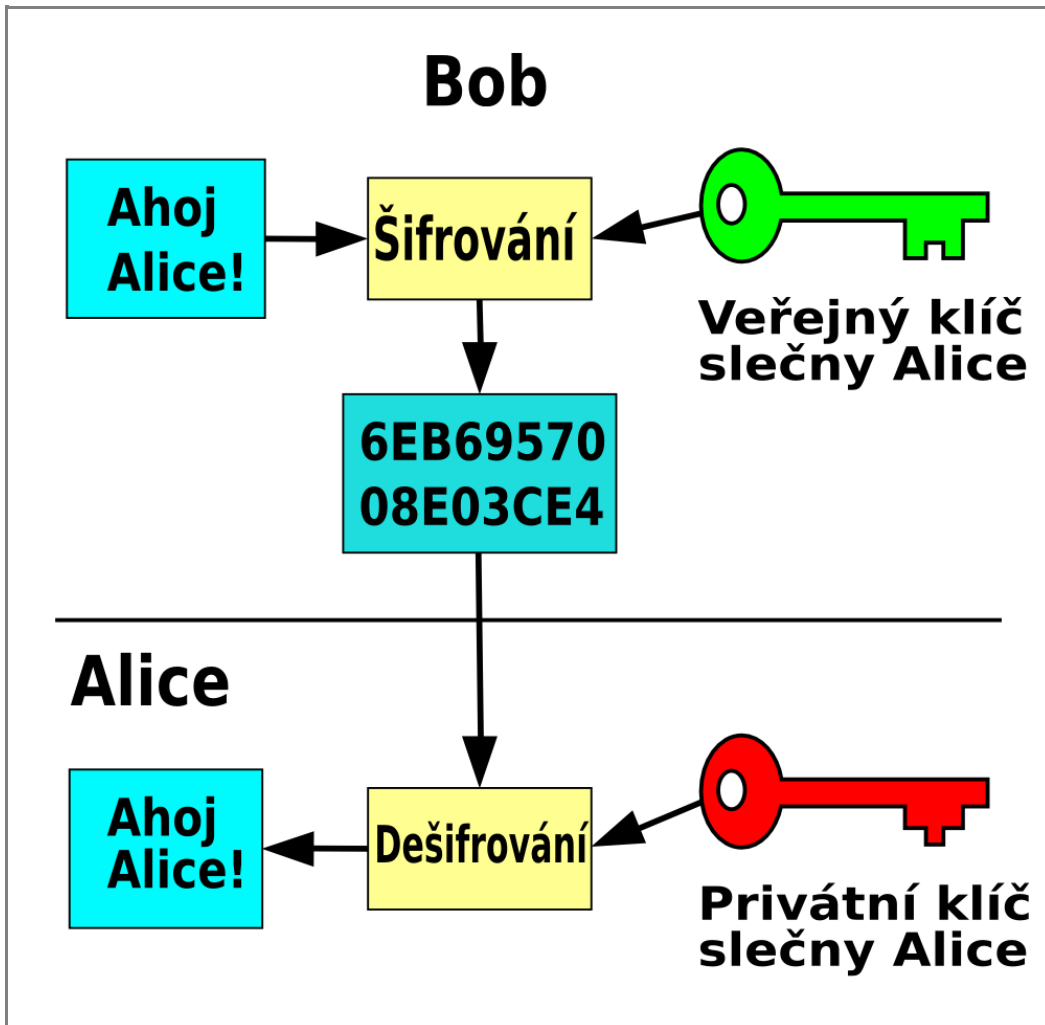 Bob
Ahoj
Alice!
Šifrování
Veřejný klíč
slečny Alice
6EB69570
08E03CE4
Alice
Ahoj
Alice!
Dešifrování
Privátní klíč
slečny Alice